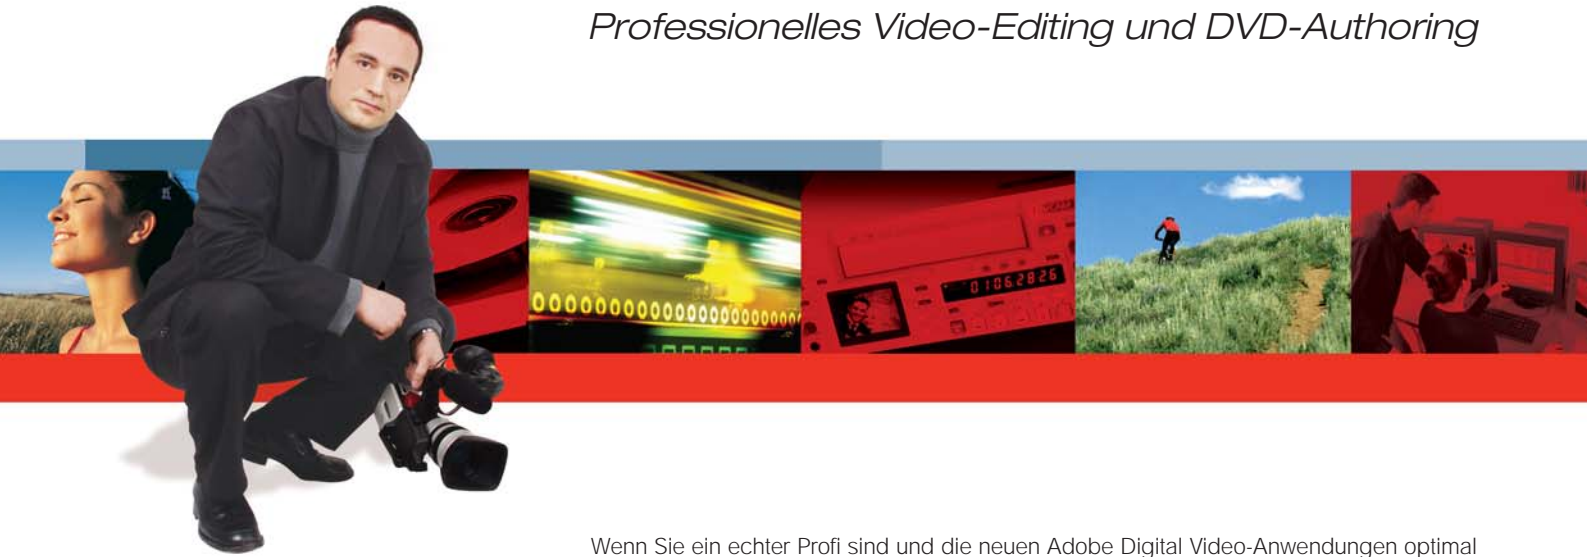 Professionelles Video-Editing und DVD-Authoring
01062826
Wenn Sie ein echter Profi sind und die neuen Adobe Digital Video-Anwendungen optimal